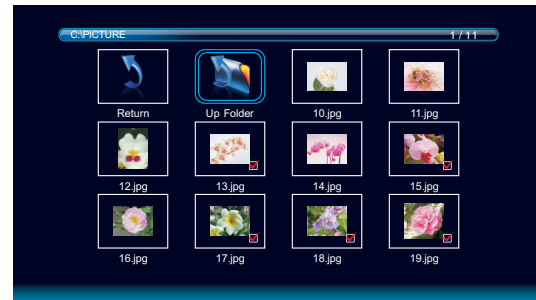 C:\PICTURE 1 / 11
Return Up Folder 10.jpg 11.jpg
12.jpg 13.jpg 14.jpg 15.jpg
16.jpg 17.jpg 18.jpg 19.jpg